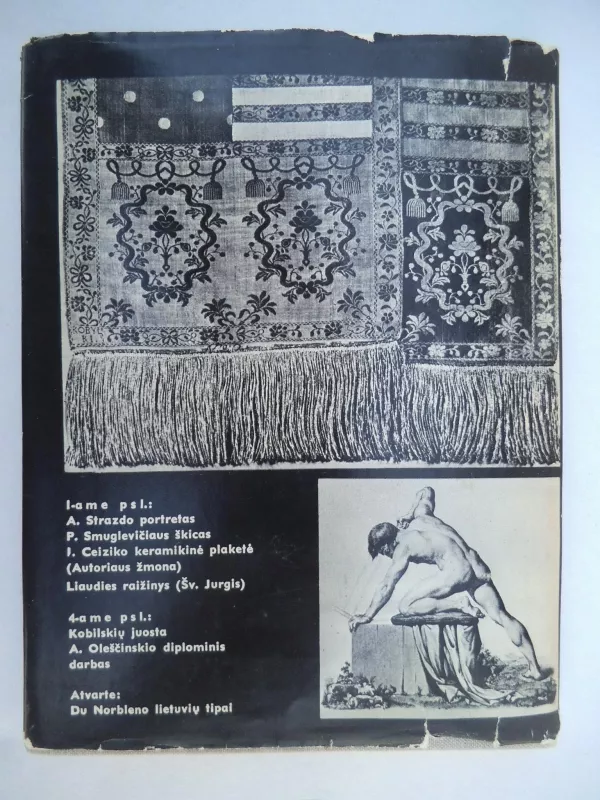 KOBYŁ
I-ame psl.:
A. Strazdo portretas
P. Smuglevičiaus škicas
I. Ceiziko keramikinė plaketė
(Autoriaus žmona)
Liaudies raižinys (Šv. Jurgis)
4-ame psl.:
Kobilskių juosta
A. Oleščinskio diplominis
darbas
Atvarte:
Du Norbleno lietuvių tipai